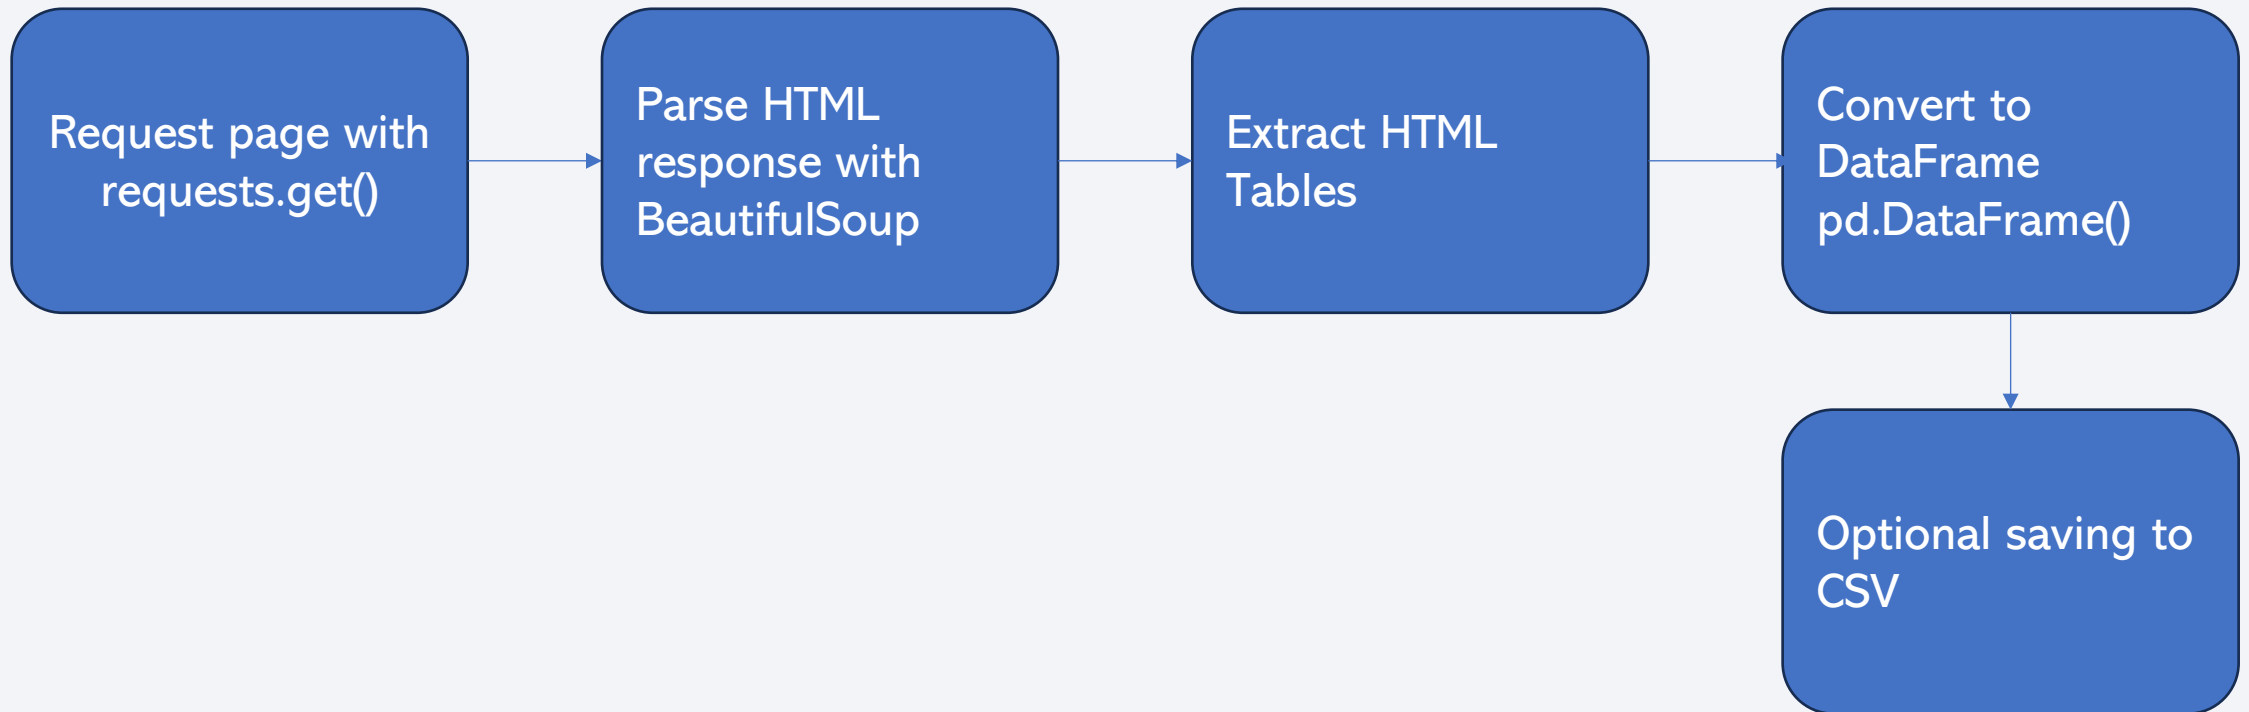 Request page with
requests.get()
Parse HTML
response with
BeautifulSoup
Extract HTML
Tables
Convert to
DataFrame
pd.DataFrame()
Optional saving to
CSV